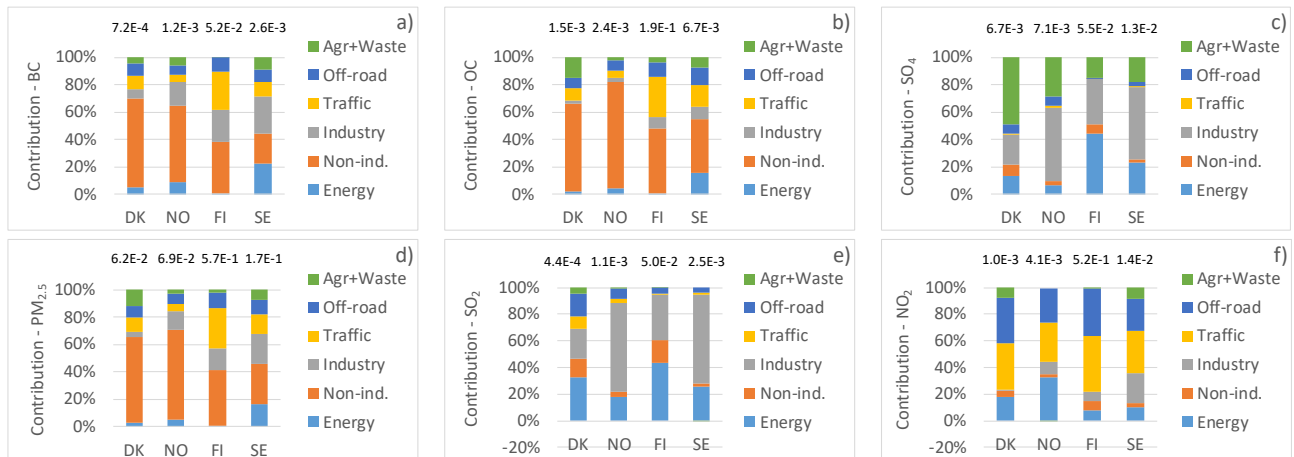 a)
7.2E-4 1.2E-3 5.2E-2 2.6E-3
Contribution - BC
100%
80%
60%
40%
20%
0%
DK NO FI SE
Agr+Waste
Off-road
Traffic
Industry
Non-ind.
Energy
b)
1.5E-3 2.4E-3 1.9E-1 6.7E-3
Contribution - OC
100%
80%
60%
40%
20%
0%
DK NO FI SE
Agr+Waste
Off-road
Traffic
Industry
Non-ind.
Energy
c)
6.7E-3 7.1E-3 5.5E-2 1.3E-2
Contribution - SO4
100%
80%
60%
40%
20%
0%
DK NO FI SE
Agr+Waste
Off-road
Traffic
Industry
Non-ind.
Energy
d)
6.2E-2 6.9E-2 5.7E-1 1.7E-1
Contribution - PM2.5
100%
80%
60%
40%
20%
0%
DK NO FI SE
Agr+Waste
Off-road
Traffic
Industry
Non-ind.
Energy
e)
4.4E-4 1.1E-3 5.0E-2 2.5E-3
Contribution - SO2
100%
80%
60%
40%
20%
0%
-20%
DK NO FI SE
Agr+Waste
Off-road
Traffic
Industry
Non-ind.
Energy
f)
1.0E-3 4.1E-3 5.2E-1 1.4E-2
Contribution - NO2
100%
80%
60%
40%
20%
0%
-20%
DK NO FI SE
Agr+Waste
Off-road
Traffic
Industry
Non-ind.
Energy